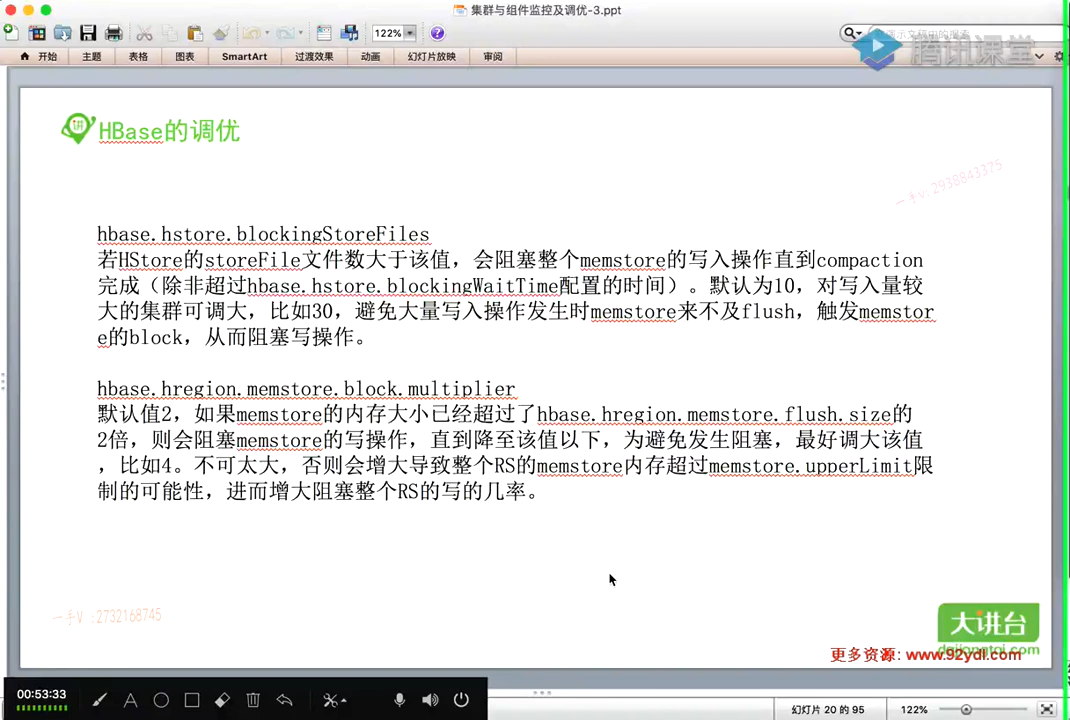 集群与组件监控及调优-3.ppt
122%
腾讯课堂
开始 主题 表格 图表 SmartArt 过渡效果 动画 幻灯片放映 审阅
HBase的调优
一手v:2938843375
hbase.hstore.blockingStoreFiles
若HStore的storeFile文件数大于该值，会阻塞整个memstore的写入操作直到compaction
完成（除非超过hbase.hstore.blockingWaitTime配置的时间）。默认为10，对写入量较
大的集群可调大，比如30，避免大量写入操作发生时memstore来不及flush，触发memstor
e的block，从而阻塞写操作。
hbase.hregion.memstore.block.multiplier
默认值2，如果memstore的内存大小已经超过了hbase.hregion.memstore.flush.size的
2倍，则会阻塞memstore的写操作，直到降至该值以下，为避免发生阻塞，最好调大该值
，比如4。不可太大，否则会增大导致整个RS的memstore内存超过memstore.upperLimit限
制的可能性，进而增大阻塞整个RS的写的几率。
一手V :2732168745
大讲台
更多资源: www.92ydl.com
00:53:33
幻灯片 20 的 95 122%